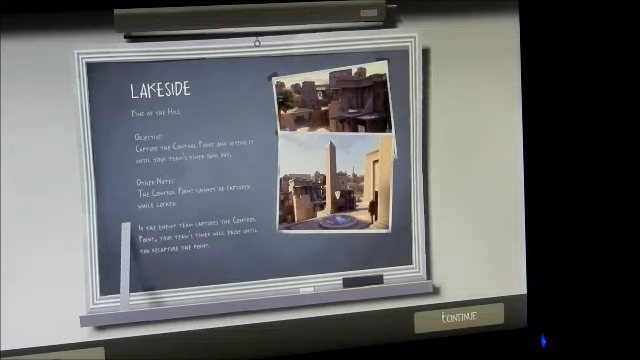 LAKESIDE
KING OF THE HILL
OBJECTIVE:
CAPTURE THE CONTROL POINT AND DEFEND IT
UNTIL YOUR TEAM'S TIMER RUNS OUT.
OTHER NOTES:
THE CONTROL POINT CANNOT BE CAPTURED
WHILE LOCKED.
IF THE ENEMY TEAM CAPTURES THE CONTROL
POINT, YOUR TEAM'S TIMER WILL PAUSE UNTIL
YOU RECAPTURE THE POINT.
CONTINUE